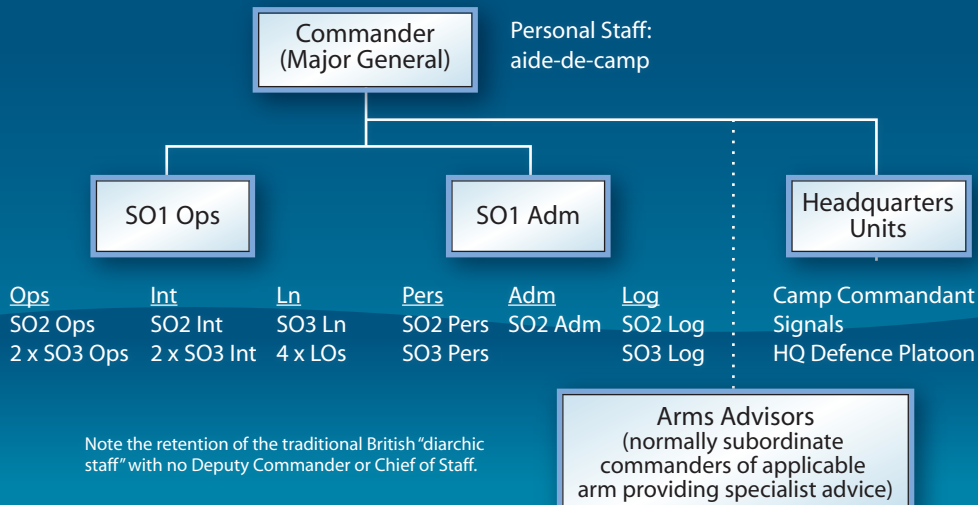 Commander
(Major General)
Personal Staff:
aide-de-camp
SO1 Ops
SO1 Adm
Headquarters
Units
Ops
SO2 Ops
2 x SO3 Ops
Int
SO2 Int
2 x SO3 Int
Ln
SO3 Ln
4 x LOs
Pers
SO2 Pers
SO3 Pers
Adm
SO2 Adm
Log
SO2 Log
SO3 Log
Camp Commandant
Signals
HQ Defence Platoon
Arms Advisors
(normally subordinate
commanders of applicable
arm providing specialist advice)
Note the retention of the traditional British “diarchic
staff” with no Deputy Commander or Chief of Staff.